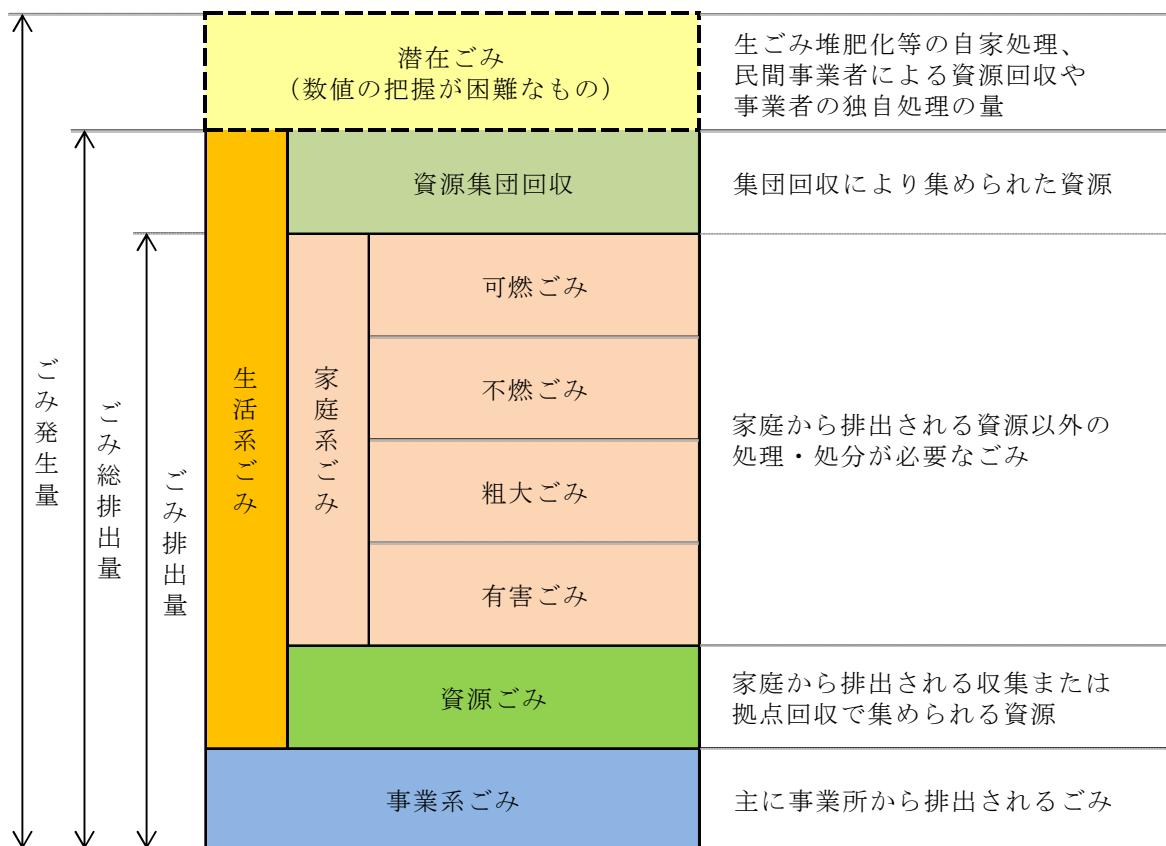 潜在ごみ
（数値の把握が困難なもの）
生ごみ堆肥化等の自家処理、
民間事業者による資源回収や
事業者の独自処理の量
資源集団回収
集団回収により集められた資源
ごみ発生量
ごみ総排出量
ごみ排出量
生活系ごみ
家庭系ごみ
可燃ごみ
不燃ごみ
粗大ごみ
有害ごみ
家庭から排出される資源以外の
処理・処分が必要なごみ
資源ごみ
家庭から排出される収集または
拠点回収で集められる資源
事業系ごみ
主に事業所から排出されるごみ